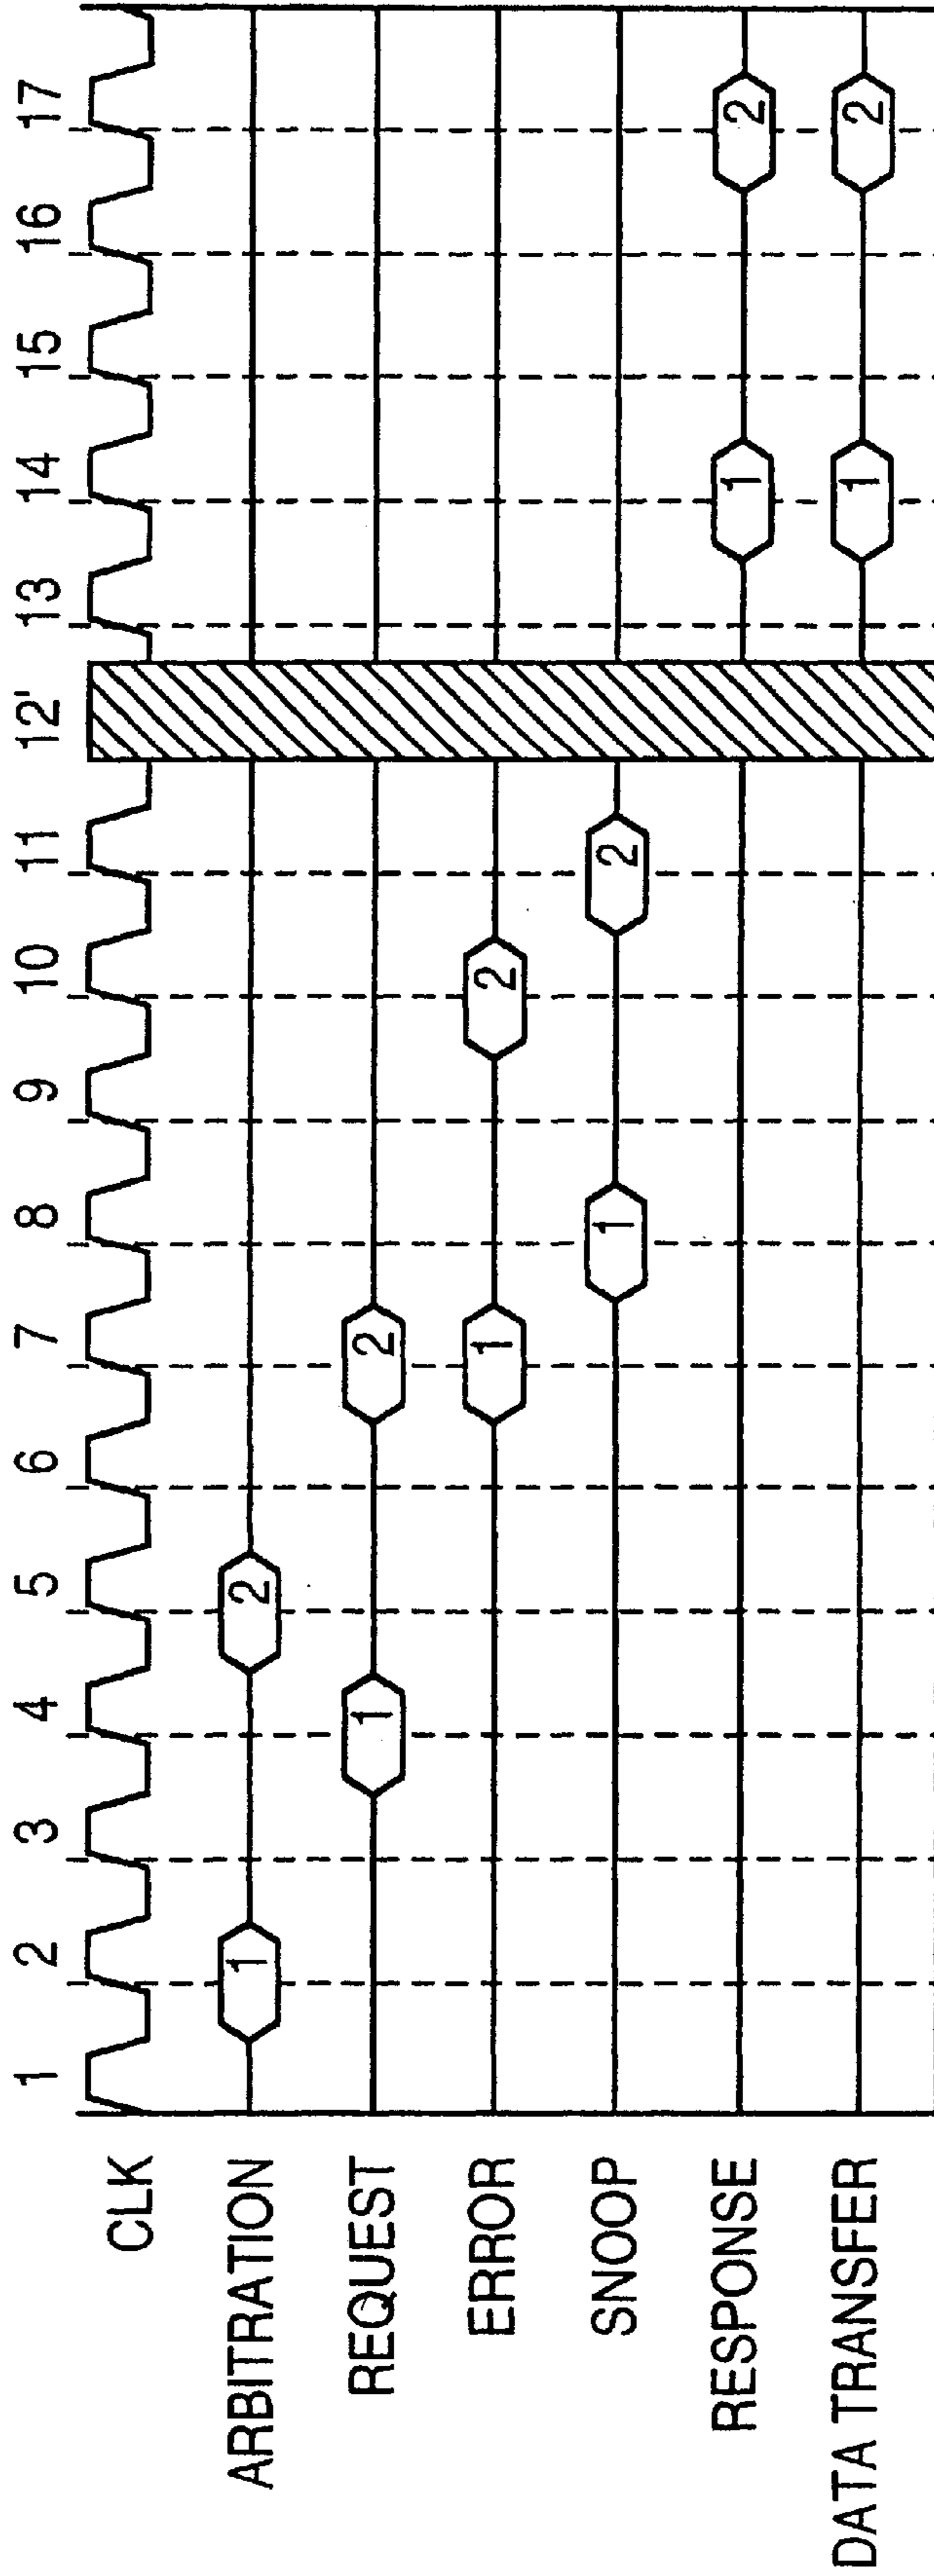 1 2 3 4 5 6 7 8 9 10 11 12' 13 14 15 16 17
CLK
ARBITRATION 1 2
REQUEST 1 2
ERROR 1 2
SNOOP 1 2
RESPONSE 1 2
DATA TRANSFER 1 2